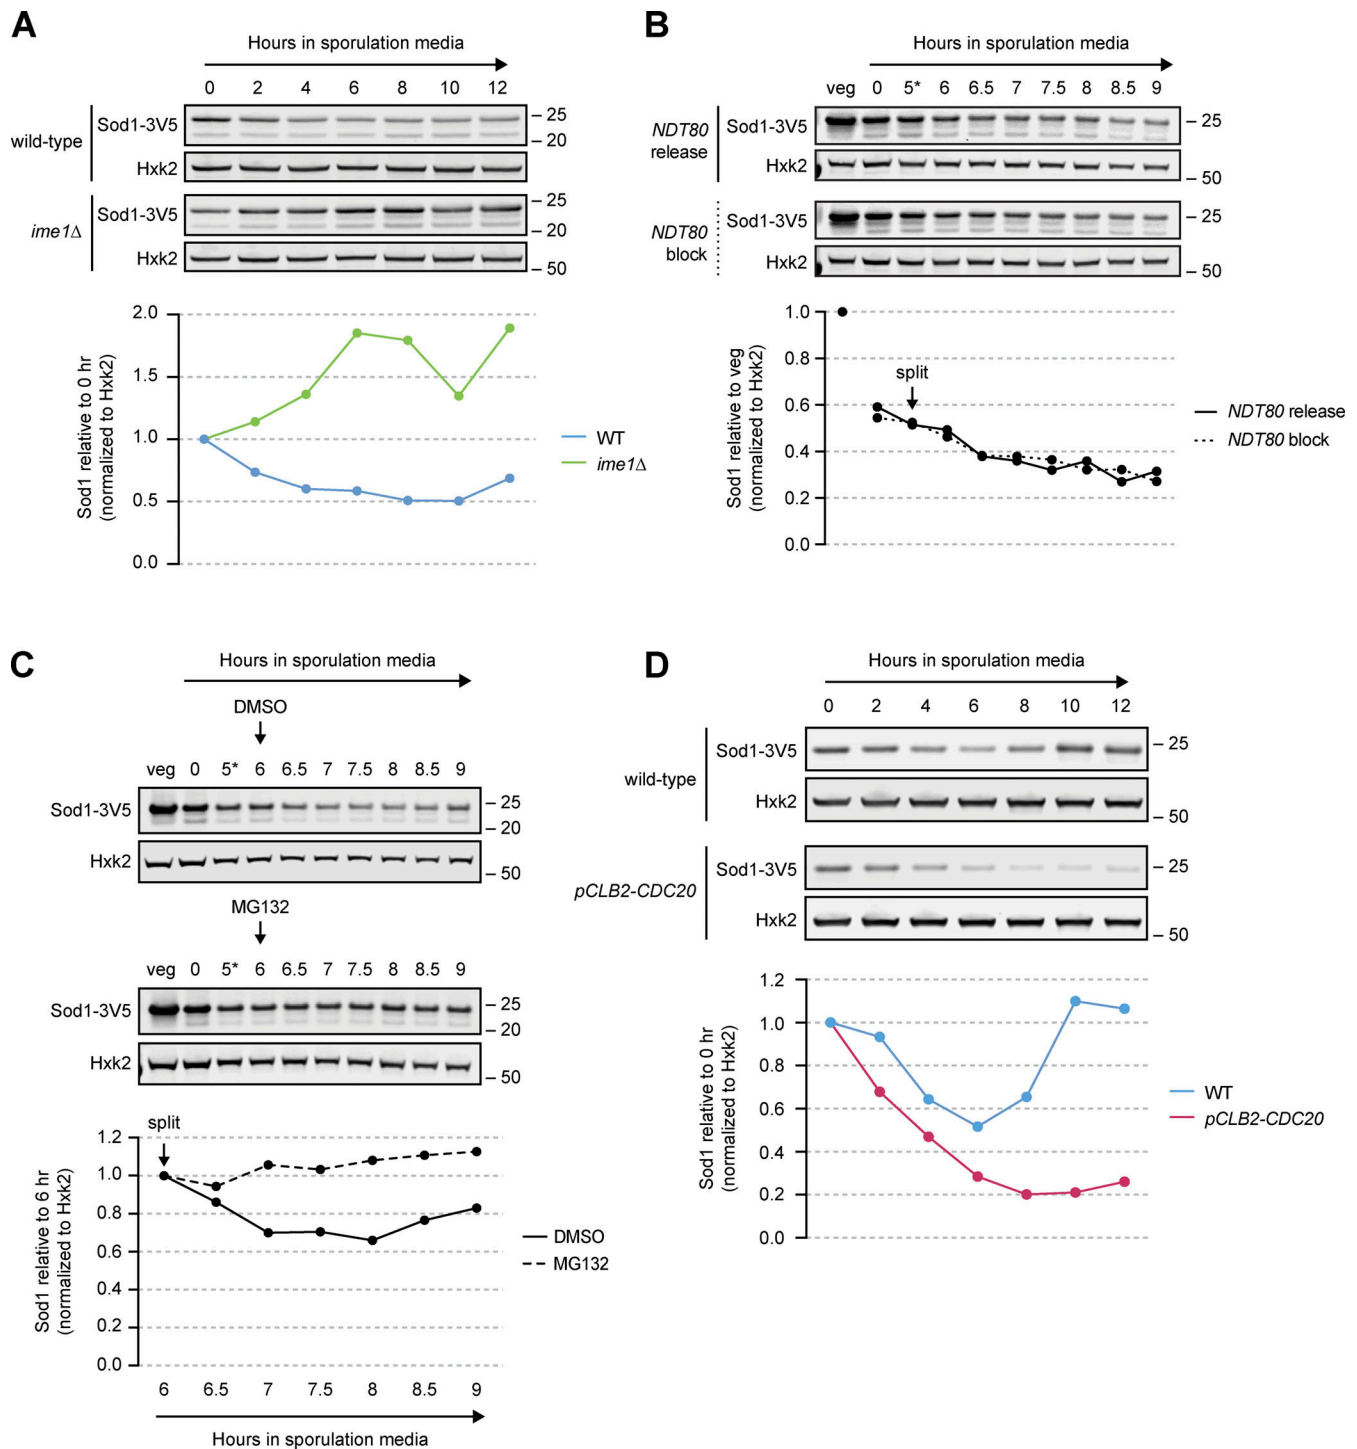 A
Hours in sporulation media
0 2 4 6 8 10 12
wild-type
Sod1-3V5
– 25
– 20
Hxk2
ime1Δ
Sod1-3V5
– 25
– 20
Hxk2
– 50
Sod1 relative to 0 hr
(normalized to Hxk2)
2.0
1.5
1.0
0.5
0.0
WT
ime1Δ
B
Hours in sporulation media
veg 0 5* 6 6.5 7 7.5 8 8.5 9
NDT80
release
Sod1-3V5
– 25
Hxk2
– 50
NDT80
block
Sod1-3V5
– 25
Hxk2
– 50
Sod1 relative to veg
(normalized to Hxk2)
1.0
0.8
0.6
0.4
0.2
0.0
split
NDT80 release
NDT80 block
C
Hours in sporulation media
DMSO
veg 0 5* 6 6.5 7 7.5 8 8.5 9
Sod1-3V5
– 25
– 20
Hxk2
– 50
MG132
veg 0 5* 6 6.5 7 7.5 8 8.5 9
Sod1-3V5
– 25
– 20
Hxk2
– 50
split
Sod1 relative to 6 hr
(normalized to Hxk2)
1.2
1.0
0.8
0.6
0.4
0.2
0.0
DMSO
MG132
6 6.5 7 7.5 8 8.5 9
Hours in sporulation media
D
Hours in sporulation media
0 2 4 6 8 10 12
wild-type
Sod1-3V5
– 25
Hxk2
– 50
pCLB2-CDC20
Sod1-3V5
– 25
Hxk2
– 50
Sod1 relative to 0 hr
(normalized to Hxk2)
1.2
1.0
0.8
0.6
0.4
0.2
0.0
WT
pCLB2-CDC20